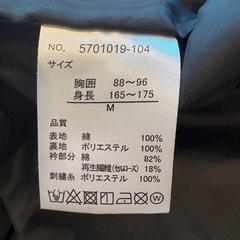 NO. 5701019-104
サイズ
胸囲 88～96
身長 165～175
M
品質
表地 綿 100%
裏地 ポリエステル 100%
衿部分 綿 82%
再生繊維(セルロース) 18%
刺繍糸 ポリエステル 100%